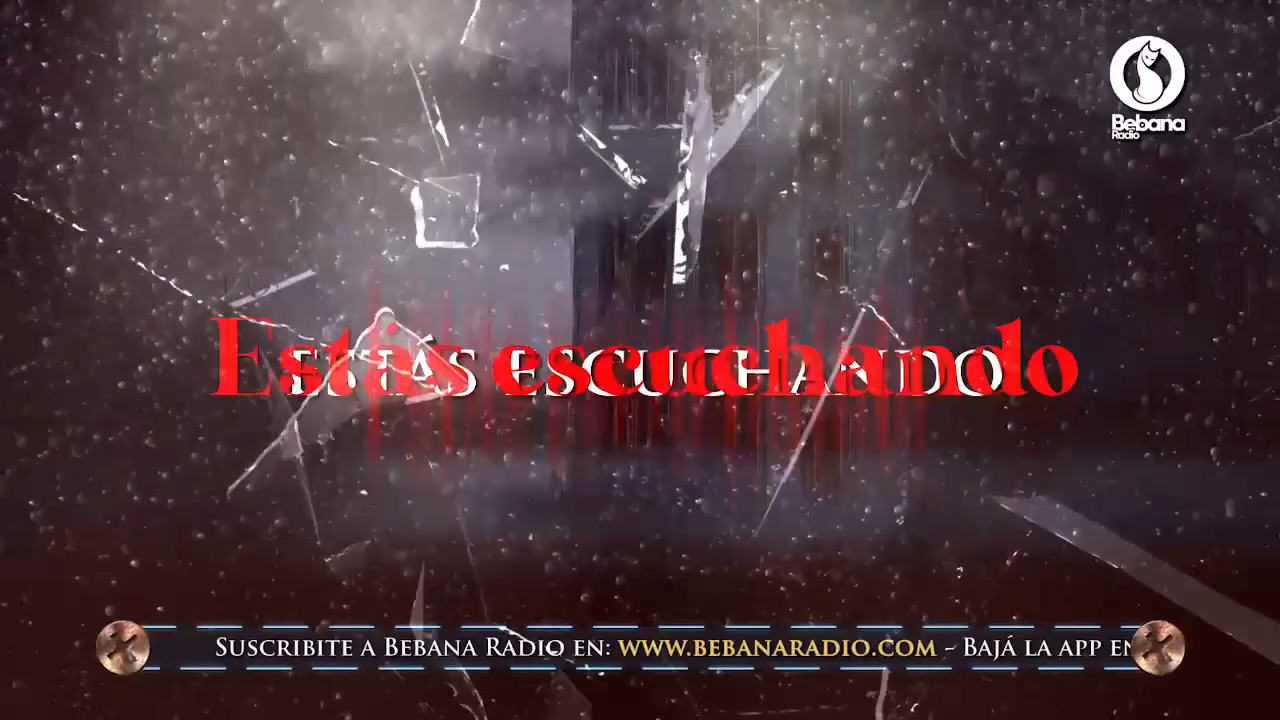 Bebana
Radio
Estás escuchando
ESTÁS ESCUCHANDO
Suscribite a Bebana Radio en: www.bebanaradio.com - Bajá la app en